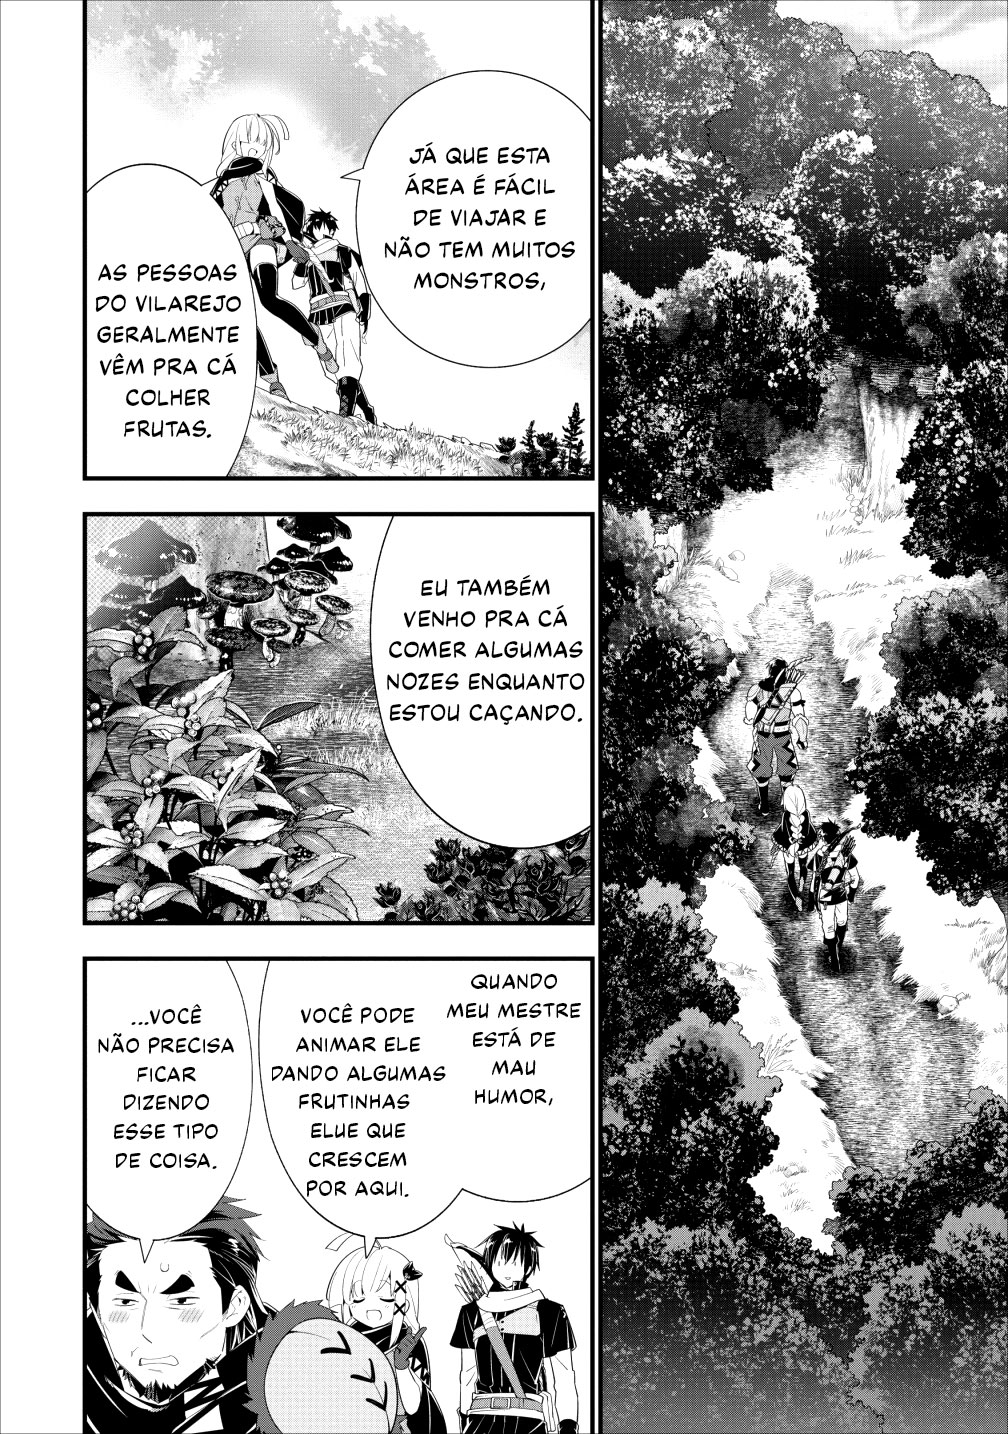 JÁ QUE ESTA
ÁREA É FÁCIL
DE VIAJAR E
NÃO TEM MUITOS
MONSTROS,
AS PESSOAS
DO VILAREJO
GERALMENTE
VÊM PRA CÁ
COLHER
FRUTAS.
EU TAMBÉM
VENHO PRA CÁ
COMER ALGUMAS
NOZES ENQUANTO
ESTOU CAÇANDO.
QUANDO
MEU MESTRE
ESTÁ DE
MAU
HUMOR,
VOCÊ PODE
ANIMAR ELE
DANDO ALGUMAS
FRUTINHAS
ELUE QUE
CRESCEM
POR AQUI.
...VOCÊ
NÃO PRECISA
FICAR
DIZENDO
ESSE TIPO
DE COISA.